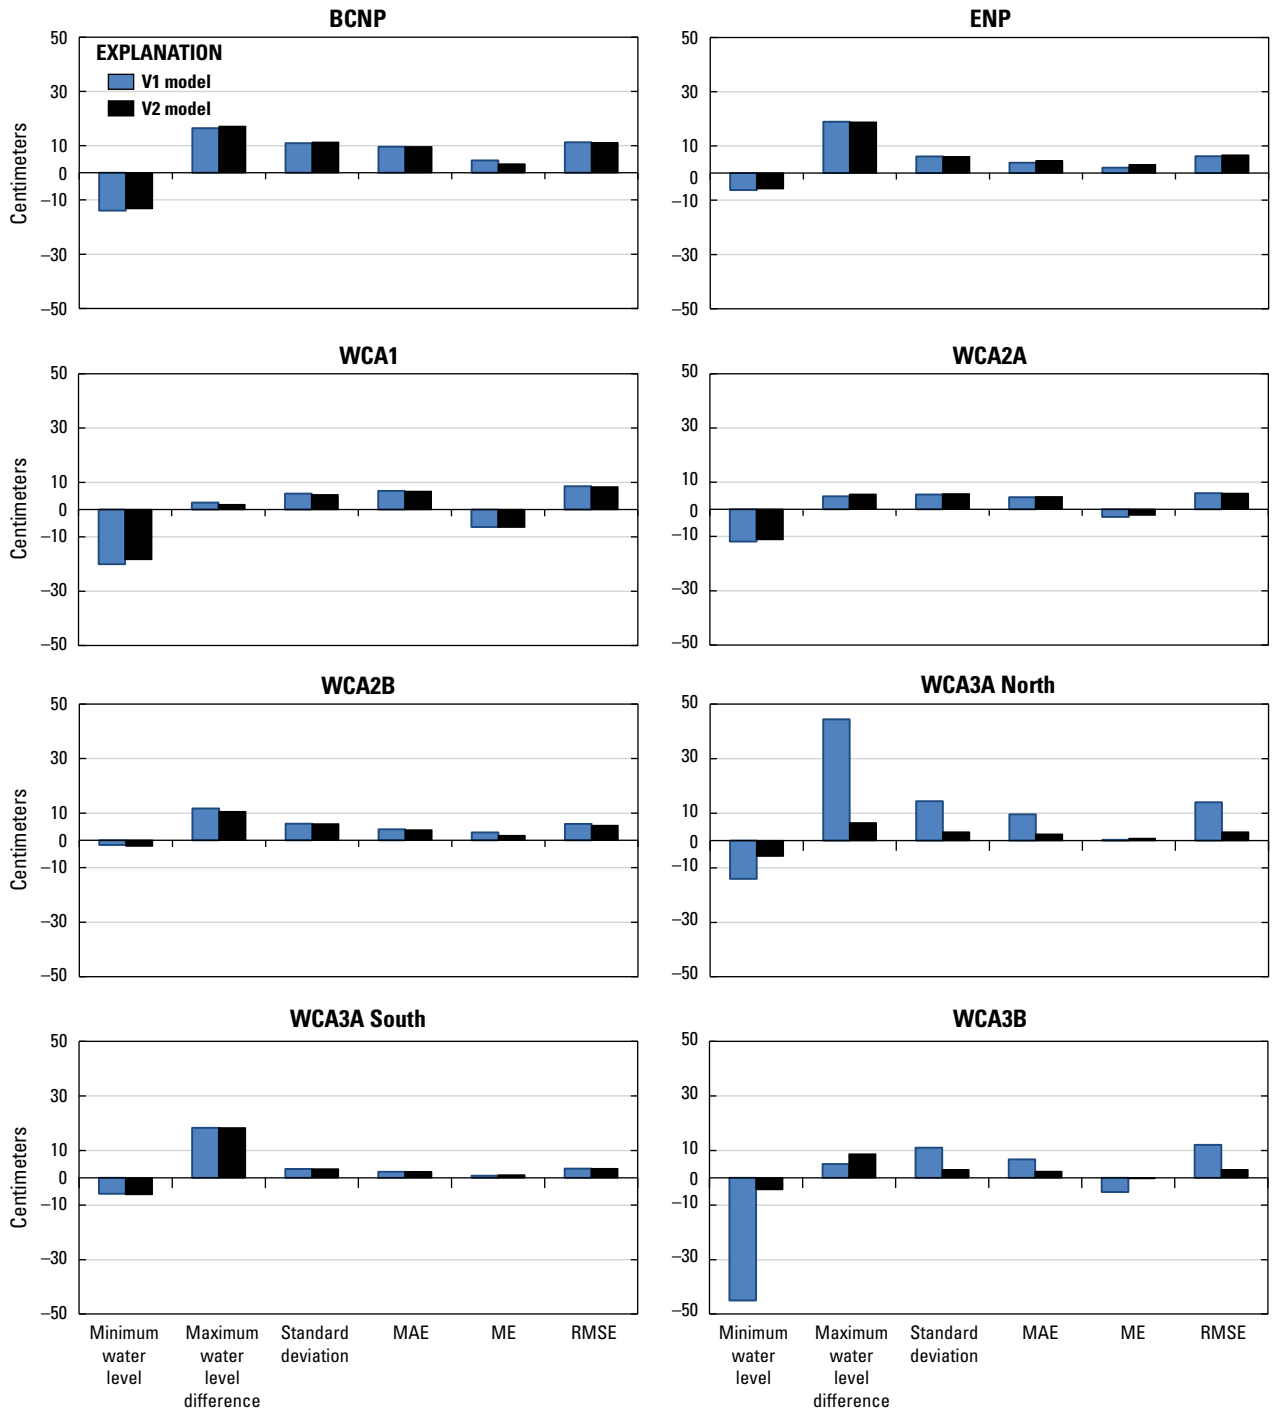 BCNP
50
30
10
0
–10
–30
–50
Centimeters
EXPLANATION
V1 model
V2 model
ENP
50
30
10
0
–10
–30
–50
WCA1
50
30
10
0
–10
–30
–50
Centimeters
WCA2A
50
30
10
0
–10
–30
–50
WCA2B
50
30
10
0
–10
–30
–50
Centimeters
WCA3A North
50
30
10
0
–10
–30
–50
WCA3A South
50
30
10
0
–10
–30
–50
Centimeters
Minimum
water
level
Maximum
water
level
difference
Standard
deviation
MAE
ME
RMSE
WCA3B
50
30
10
0
–10
–30
–50
Minimum
water
level
Maximum
water
level
difference
Standard
deviation
MAE
ME
RMSE